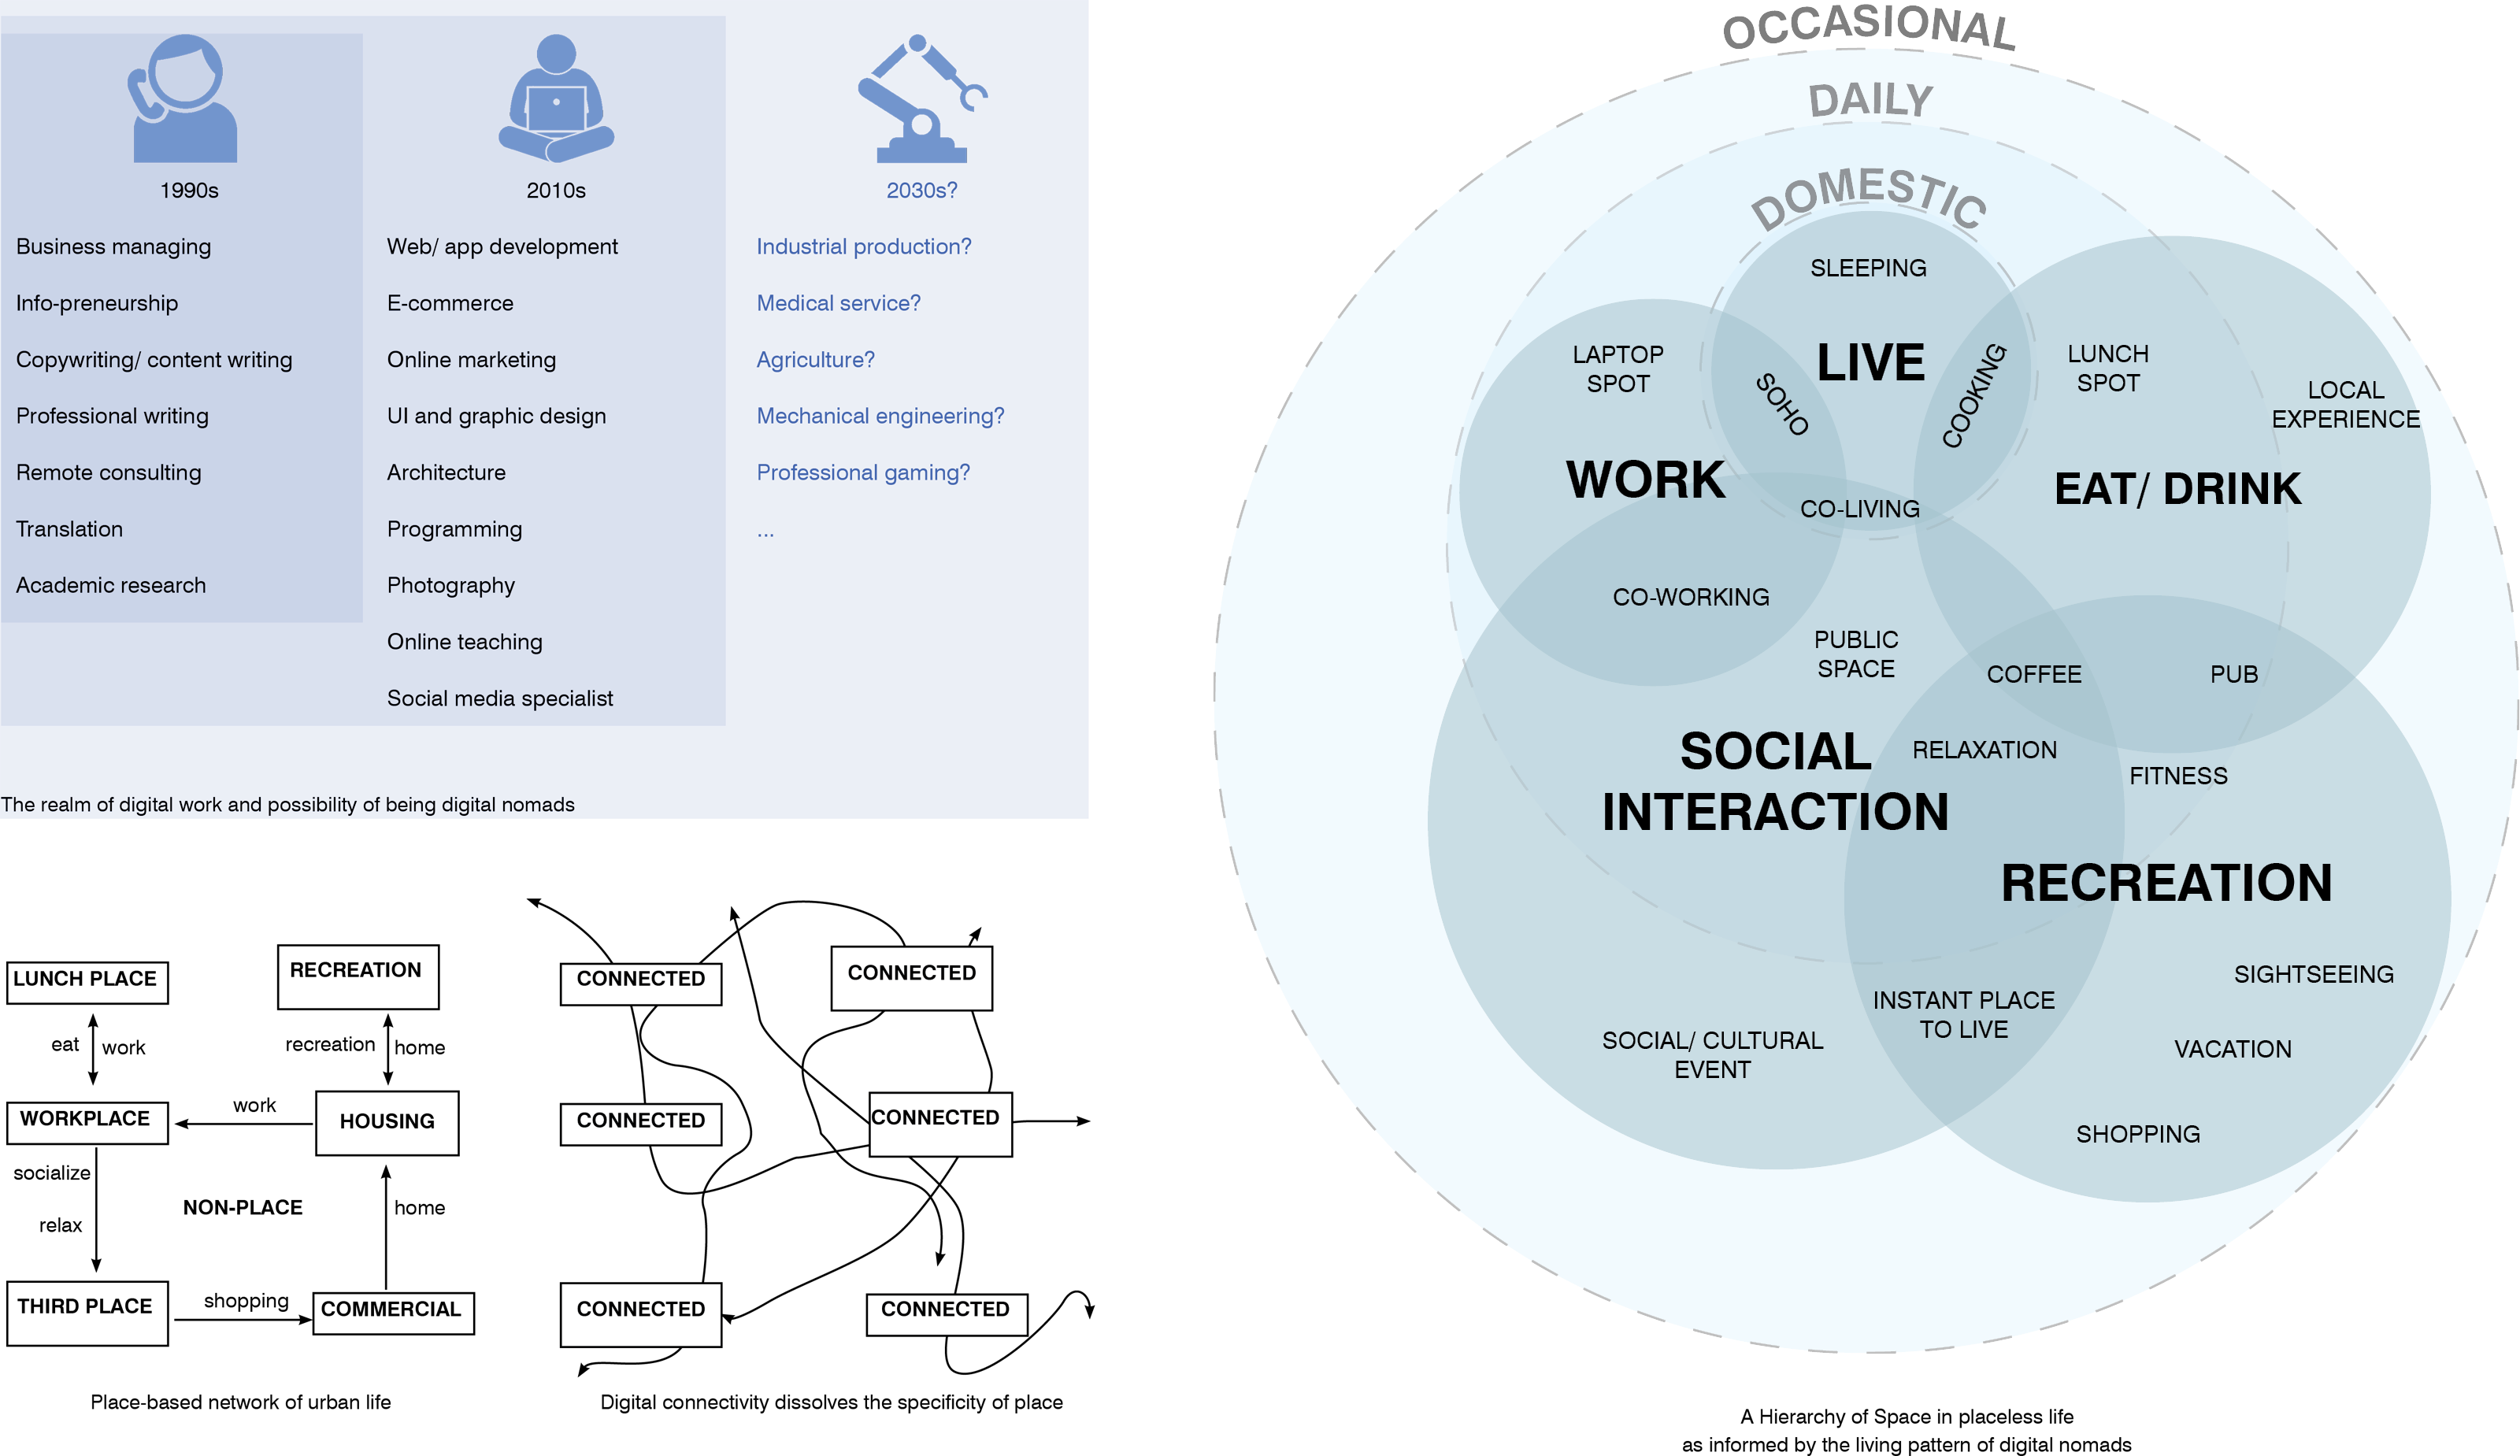 1990s
Business managing
Info-preneurship
Copywriting/ content writing
Professional writing
Remote consulting
Translation
Academic research
2010s
Web/ app development
E-commerce
Online marketing
UI and graphic design
Architecture
Programming
Photography
Online teaching
Social media specialist
2030s?
Industrial production?
Medical service?
Agriculture?
Mechanical engineering?
Professional gaming?
...
The realm of digital work and possibility of being digital nomads
LUNCH PLACE
RECREATION
eat
work
recreation
home
WORKPLACE
work
HOUSING
socialize
relax
NON-PLACE
home
THIRD PLACE
shopping
COMMERCIAL
Place-based network of urban life
CONNECTED
CONNECTED
CONNECTED
CONNECTED
CONNECTED
CONNECTED
Digital connectivity dissolves the specificity of place
OCCASIONAL
DAILY
DOMESTIC
SLEEPING
LIVE
LAPTOP
SPOT
SOHO
COOKING
LUNCH
SPOT
LOCAL
EXPERIENCE
WORK
EAT/ DRINK
CO-LIVING
CO-WORKING
PUBLIC
SPACE
COFFEE
PUB
SOCIAL
INTERACTION
RELAXATION
FITNESS
RECREATION
SIGHTSEEING
INSTANT PLACE
TO LIVE
SOCIAL/ CULTURAL
EVENT
VACATION
SHOPPING
A Hierarchy of Space in placeless life
as informed by the living pattern of digital nomads